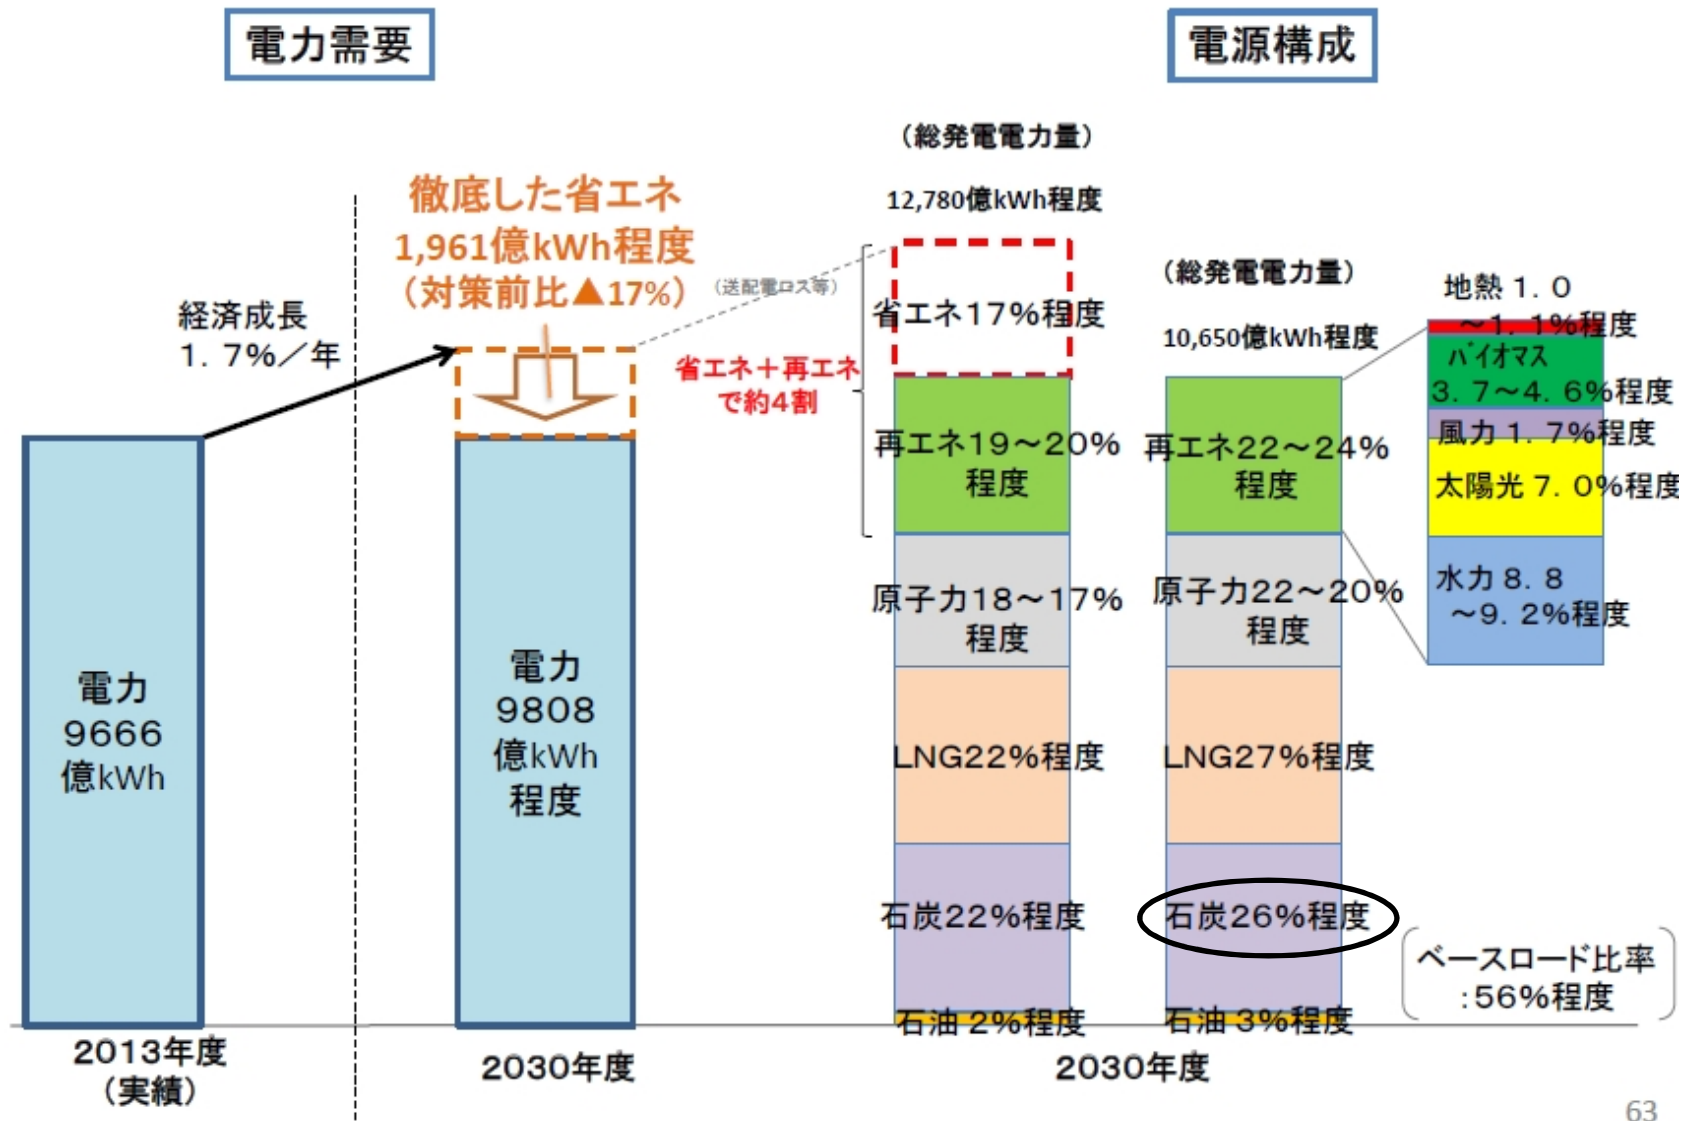 電力需要
電源構成
(総発電電力量)
12,780億kWh程度
徹底した省エネ
1,961億kWh程度
(対策前比▲17%)
(送配電ロス等)
経済成長
1.7%/年
省エネ+再エネ
で約4割
省エネ17%程度
再エネ19~20%
程度
原子力18~17%
程度
LNG22%程度
石炭22%程度
石油 2%程度
(総発電電力量)
10,650億kWh程度
再エネ22~24%
程度
原子力22~20%
程度
LNG27%程度
石炭26%程度
石油 3%程度
地熱 1.0
~1.1%程度
バイオマス
3.7~4.6%程度
風力 1.7%程度
太陽光 7.0%程度
水力 8.8
~9.2%程度
ベースロード比率
:56%程度
電力
9666
億kWh
電力
9808
億kWh
程度
2013年度
(実績)
2030年度
2030年度
63